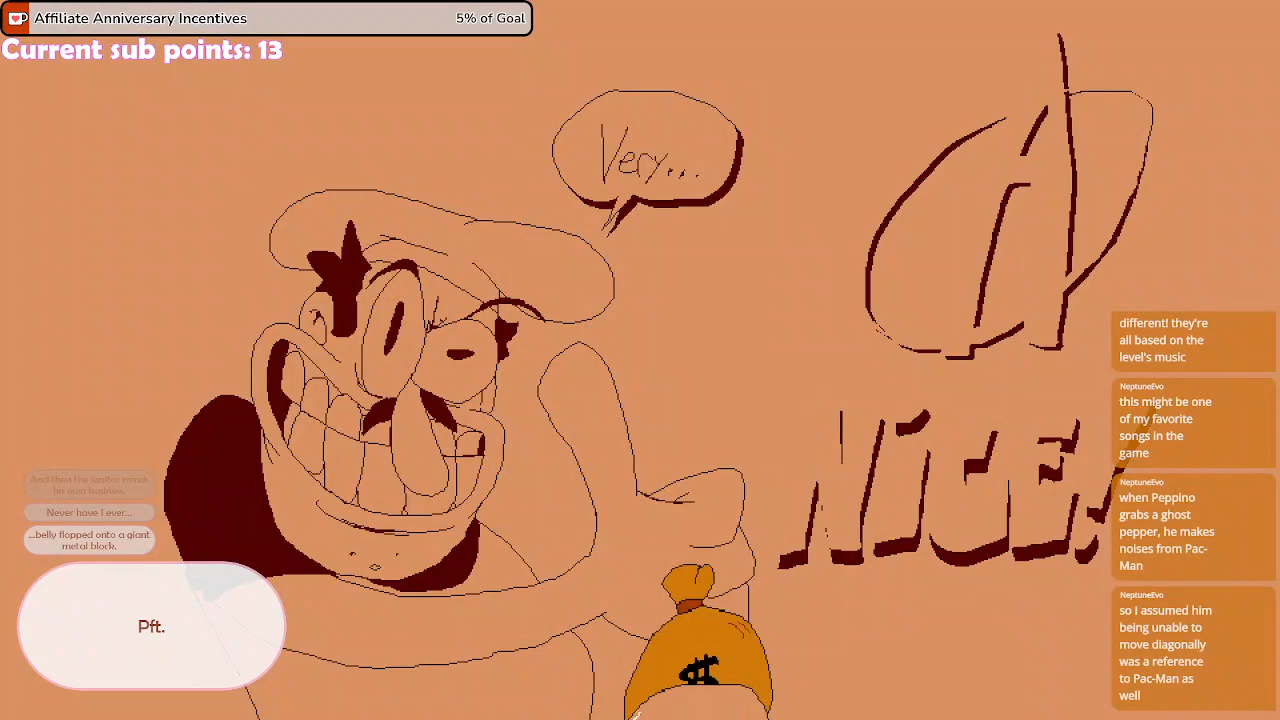 Affiliate Anniversary Incentives
5% of Goal
Current sub points: 13
Very...
NICE!
different! they're
all based on the
level's music
NeptuneEvo
this might be one
of my favorite
songs in the
game
NeptuneEvo
when Peppino
grabs a ghost
pepper, he makes
noises from Pac-
Man
NeptuneEvo
so I assumed him
being unable to
move diagonally
was a reference
to Pac-Man as
well
And then the janitor minds
his own business.
Never have I ever...
...belly flopped onto a giant
metal block.
Pft.
$